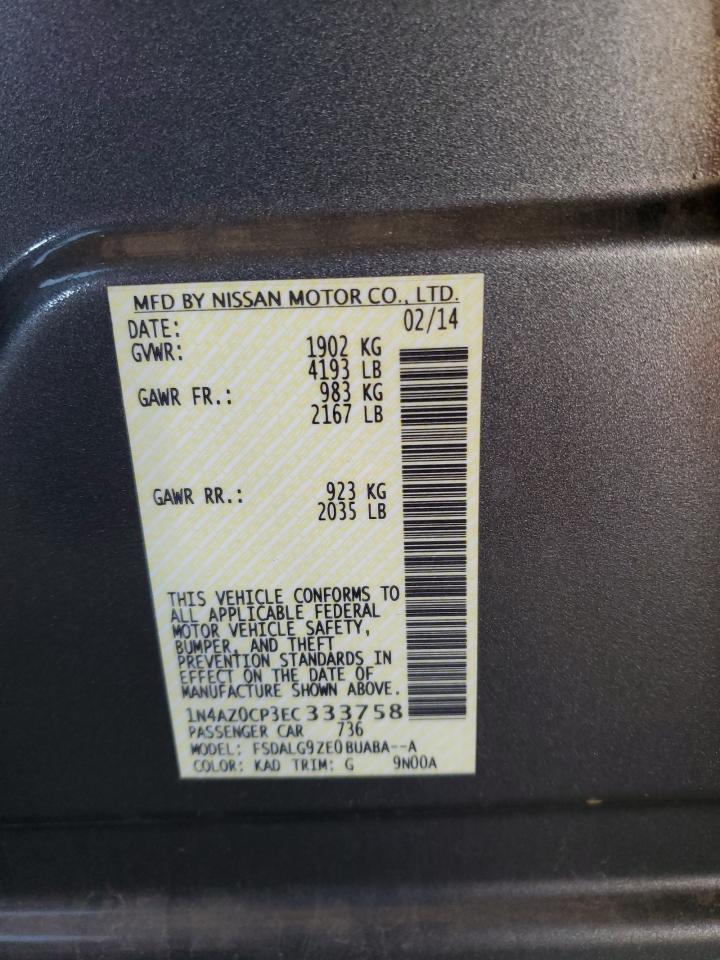 MFD BY NISSAN MOTOR CO., LTD.
DATE: 02/14
GVWR: 1902 KG
4193 LB
GAWR FR.: 983 KG
2167 LB
GAWR RR.: 923 KG
2035 LB
THIS VEHICLE CONFORMS TO
ALL APPLICABLE FEDERAL
MOTOR VEHICLE SAFETY,
BUMPER, AND THEFT
PREVENTION STANDARDS IN
EFFECT ON THE DATE OF
MANUFACTURE SHOWN ABOVE.
1N4AZ0CP3EC333758
PASSENGER CAR 736
MODEL: FSDALG9ZE0BUABA--A
COLOR: KAD TRIM: G 9N00A